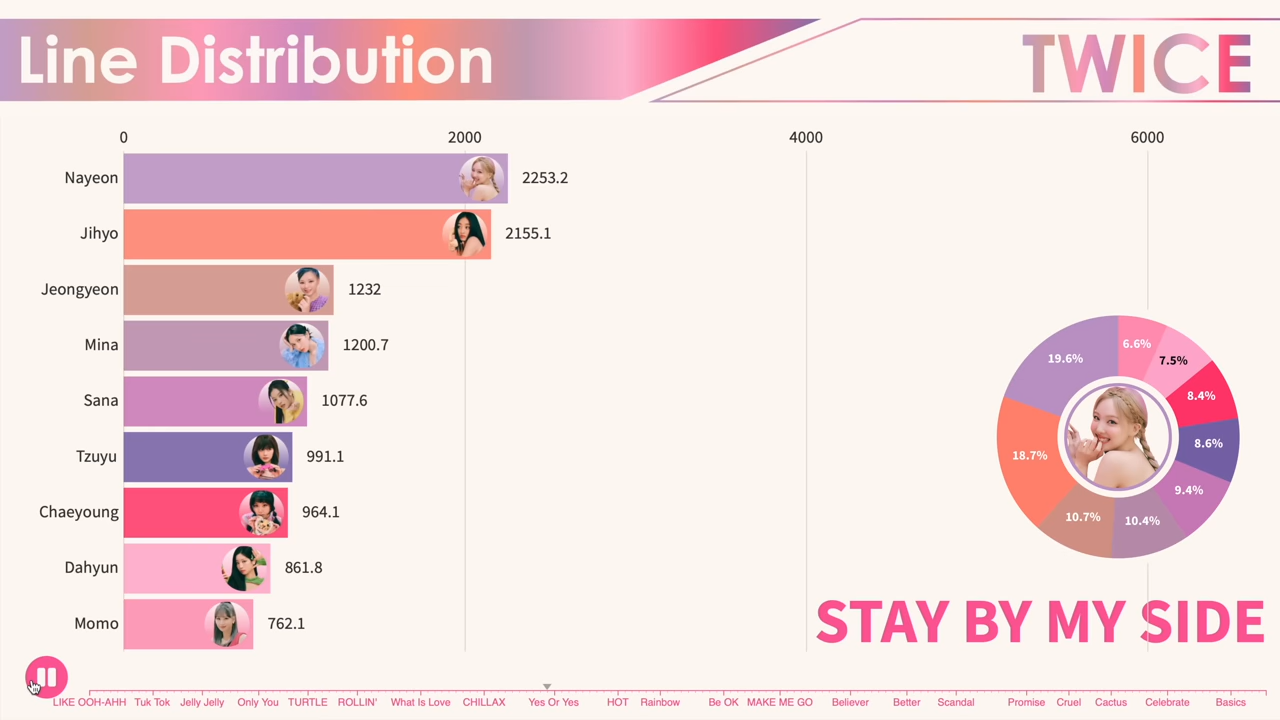 Line Distribution
TWICE
0 2000 4000 6000
Nayeon 2253.2
Jihyo 2155.1
Jeongyeon 1232
Mina 1200.7
Sana 1077.6
Tzuyu 991.1
Chaeyoung 964.1
Dahyun 861.8
Momo 762.1
6.6%
7.5%
8.4%
8.6%
9.4%
10.4%
10.7%
18.7%
19.6%
STAY BY MY SIDE
LIKE OOH-AHH Tuk Tok Jelly Jelly Only You TURTLE ROLLIN' What Is Love CHILLAX Yes Or Yes HOT Rainbow Be OK MAKE ME GO Believer Better Scandal Promise Cruel Cactus Celebrate Basics